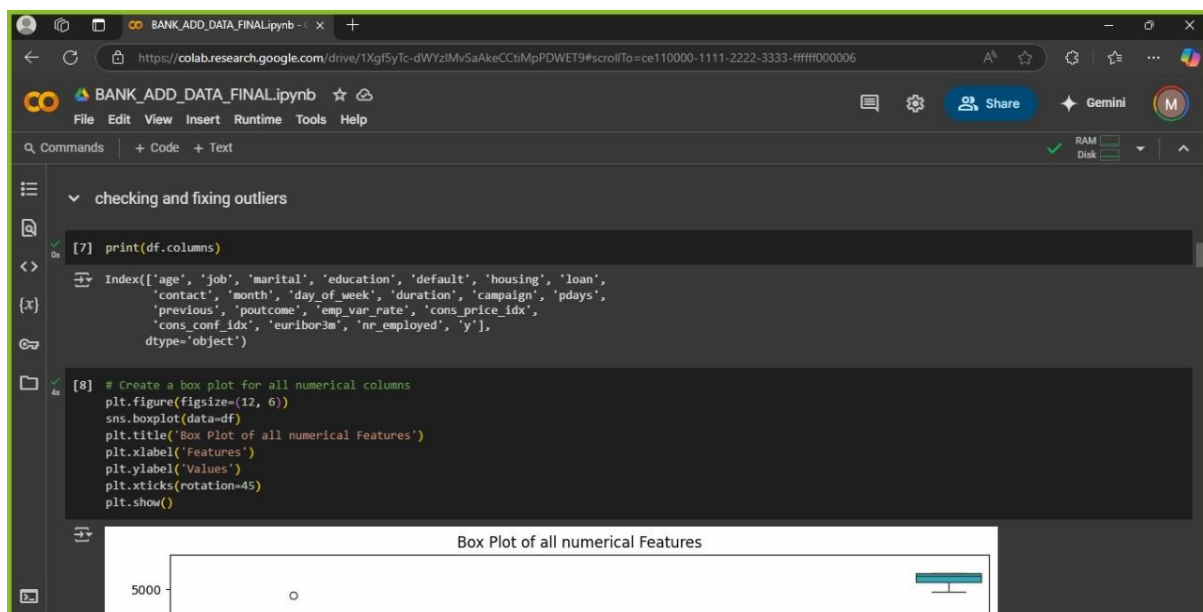 BANK_ADD_DATA_FINAL.ipynb - C
https://colab.research.google.com/drive/1Xgf5yTc-dWYzIMvSaAkeCCtiMpPDWET9#scrollTo=ce110000-1111-2222-3333-ffffff000006
BANK_ADD_DATA_FINAL.ipynb
Share
Gemini
M
File Edit View Insert Runtime Tools Help
Commands + Code + Text
RAM
Disk
checking and fixing outliers
0s
[7] print(df.columns)
Index(['age', 'job', 'marital', 'education', 'default', 'housing', 'loan',
'contact', 'month', 'day_of_week', 'duration', 'campaign', 'pdays',
'previous', 'poutcome', 'emp_var_rate', 'cons_price_idx',
'cons_conf_idx', 'euribor3m', 'nr_employed', 'y'],
dtype='object')
4s
[8] # Create a box plot for all numerical columns
plt.figure(figsize=(12, 6))
sns.boxplot(data=df)
plt.title('Box Plot of all numerical Features')
plt.xlabel('Features')
plt.ylabel('Values')
plt.xticks(rotation=45)
plt.show()
Box Plot of all numerical Features
5000